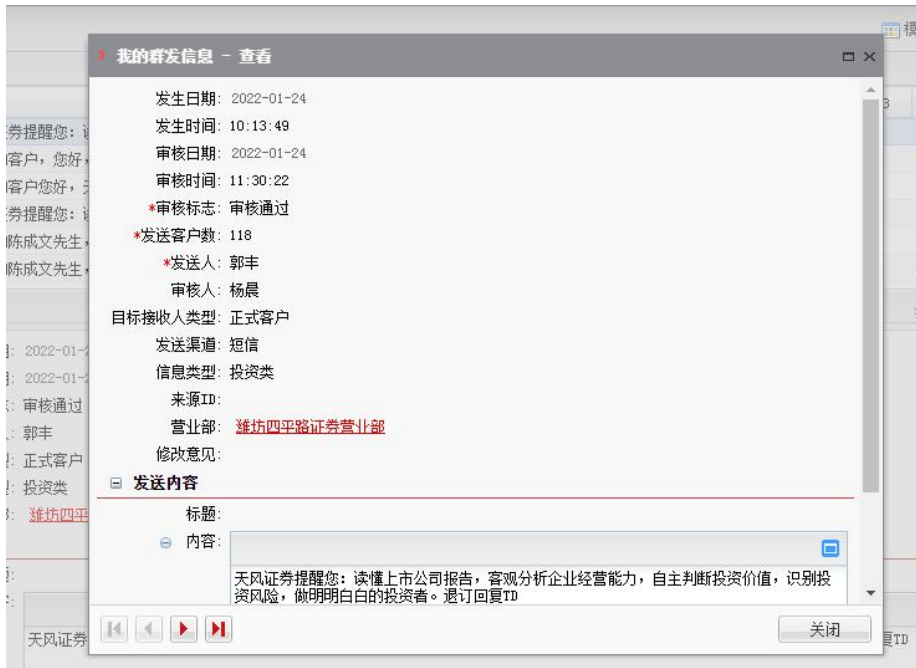 模
我的群发信息 - 查看
发生日期: 2022-01-24
发生时间: 10:13:49
审核日期: 2022-01-24
审核时间: 11:30:22
*审核标志: 审核通过
*发送客户数: 118
*发送人: 郭丰
审核人: 杨晨
目标接收人类型: 正式客户
发送渠道: 短信
信息类型: 投资类
来源ID:
营业部: 潍坊四平路证券营业部
修改意见:
发送内容
标题:
内容:
天风证券提醒您：读懂上市公司报告，客观分析企业经营能力，自主判断投资价值，识别投
资风险，做明明白白的投资者。退订回复TD
关闭
券提醒您：
客户，您好，
客户您好，
券提醒您：
陈成文先生，
陈成文先生，
2022-01-2
2022-01-2
审核通过
郭丰
正式客户
投资类
潍坊四平
天风证券
复TD